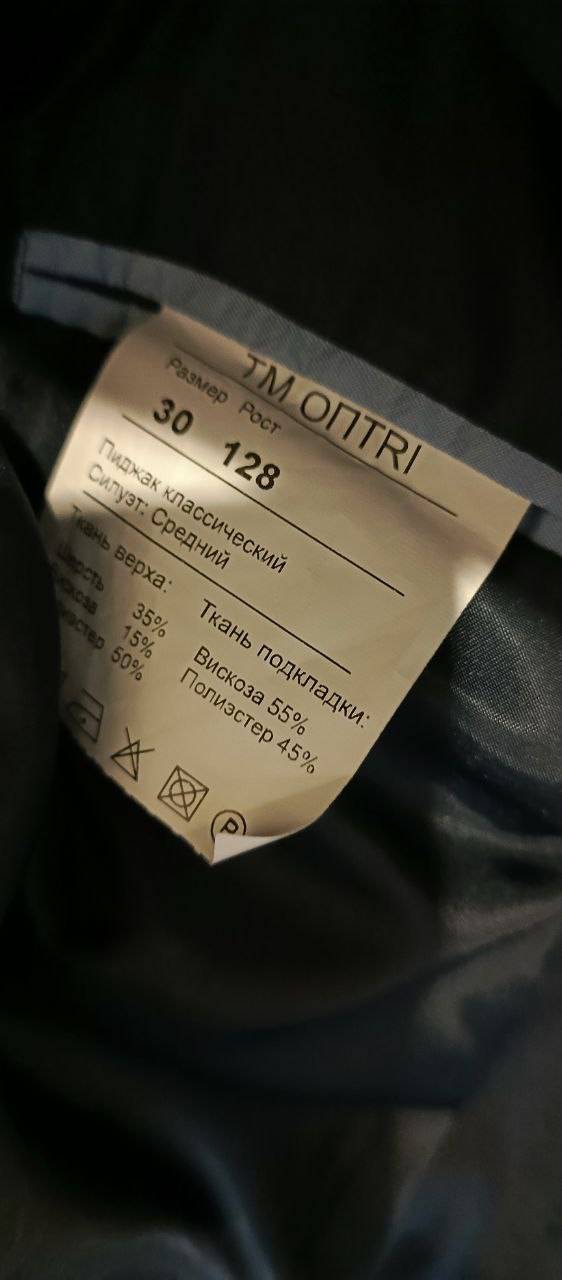 ТМ ОПТRI
Размер Рост
30 128
Пиджак классический
Силуэт: Средний
Ткань верха:
35%
15%
50%
Ткань подкладки:
Вискоза 55%
Полиэстер 45%
P